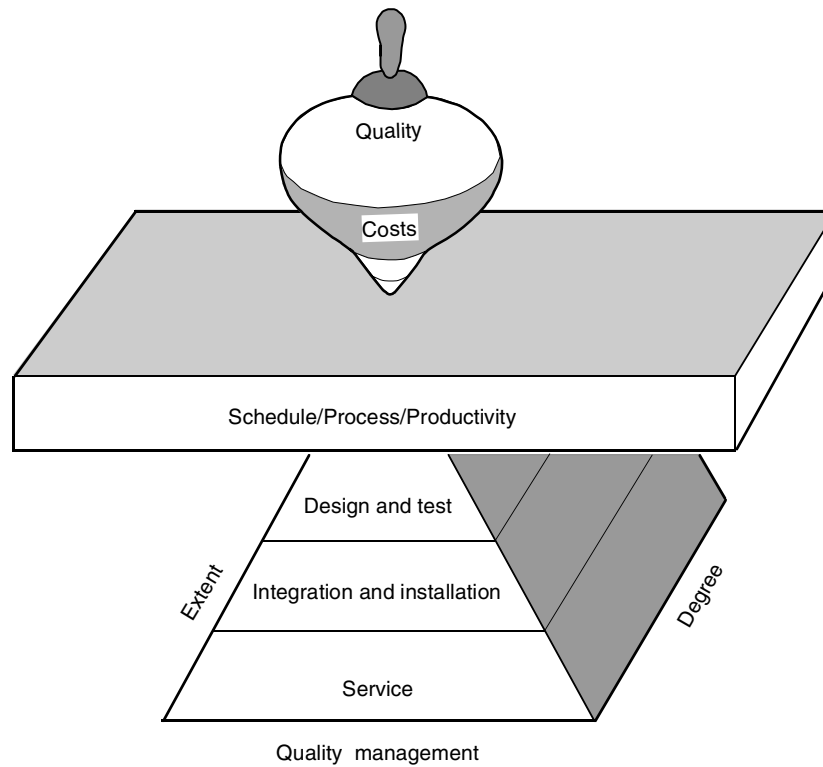 Quality
Costs
Schedule/Process/Productivity
Design and test
Extent
Integration and installation
Degree
Service
Quality management